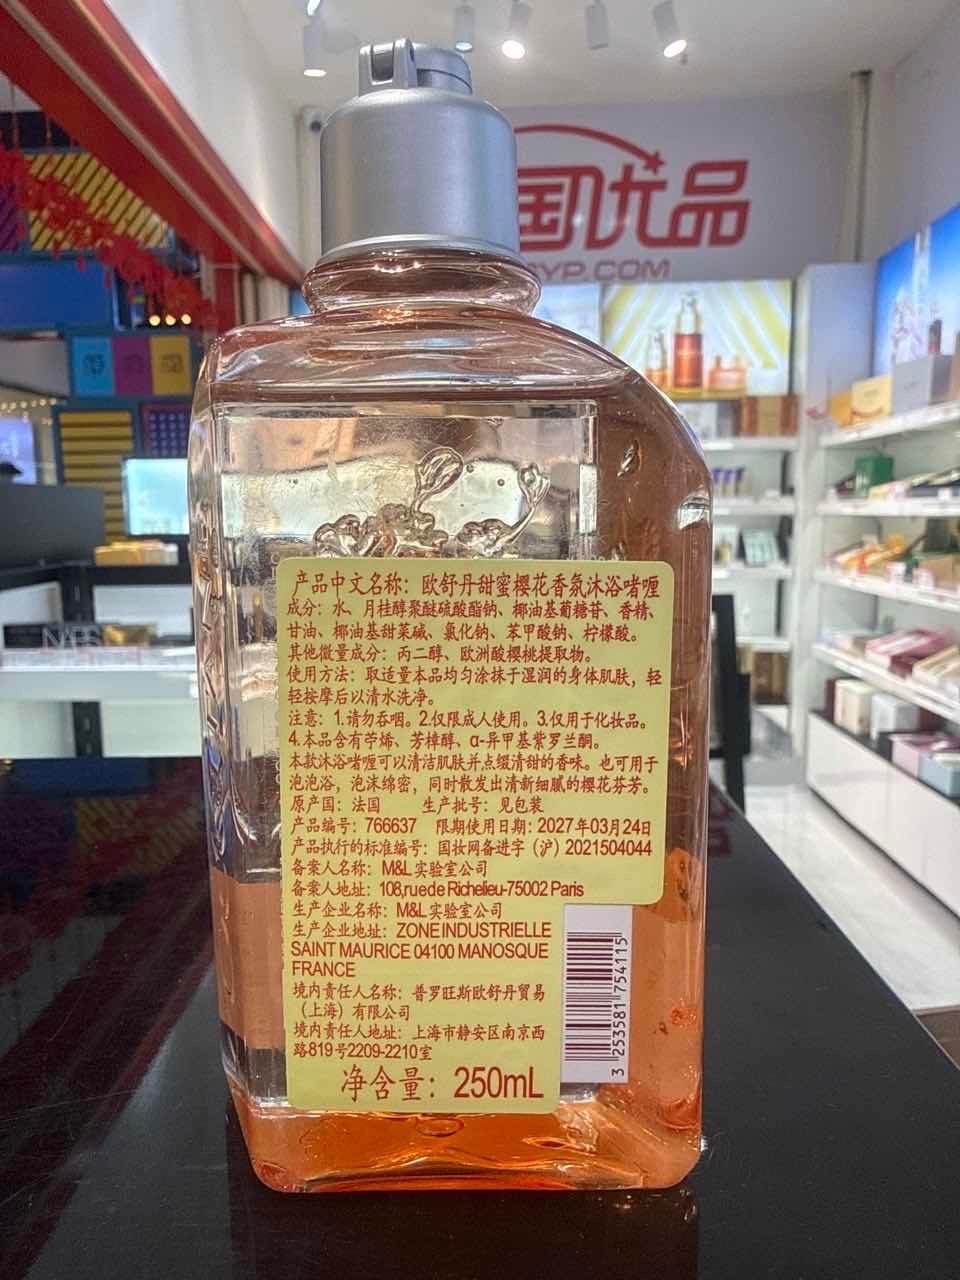 国优品
GYP.COM
产品中文名称：欧舒丹甜蜜樱花香氛沐浴啫喱
成分：水、月桂醇聚醚硫酸酯钠、椰油基葡糖苷、香精、
甘油、椰油基甜菜碱、氯化钠、苯甲酸钠、柠檬酸。
其他微量成分：丙二醇、欧洲酸樱桃提取物。
使用方法：取适量本品均匀涂抹于湿润的身体肌肤，轻
轻按摩后以清水洗净。
注意：1.请勿吞咽。2.仅限成人使用。3.仅用于化妆品。
4.本品含有苧烯、芳樟醇、α-异甲基紫罗兰酮。
本款沐浴啫喱可以清洁肌肤并点缀清甜的香味。也可用于
泡泡浴，泡沫绵密，同时散发出清新细腻的樱花芬芳。
原产国：法国 生产批号：见包装
产品编号：766637 限期使用日期：2027年03月24日
产品执行的标准编号：国妆网备进字（沪）2021504044
备案人名称：M&L实验室公司
备案人地址：108,ruede Richelieu-75002 Paris
生产企业名称：M&L实验室公司
生产企业地址：ZONE INDUSTRIELLE
SAINT MAURICE 04100 MANOSQUE
FRANCE
境内责任人名称：普罗旺斯欧舒丹贸易
（上海）有限公司
境内责任人地址：上海市静安区南京西
路819号2209-2210室
净含量：250mL
3 253581 754115